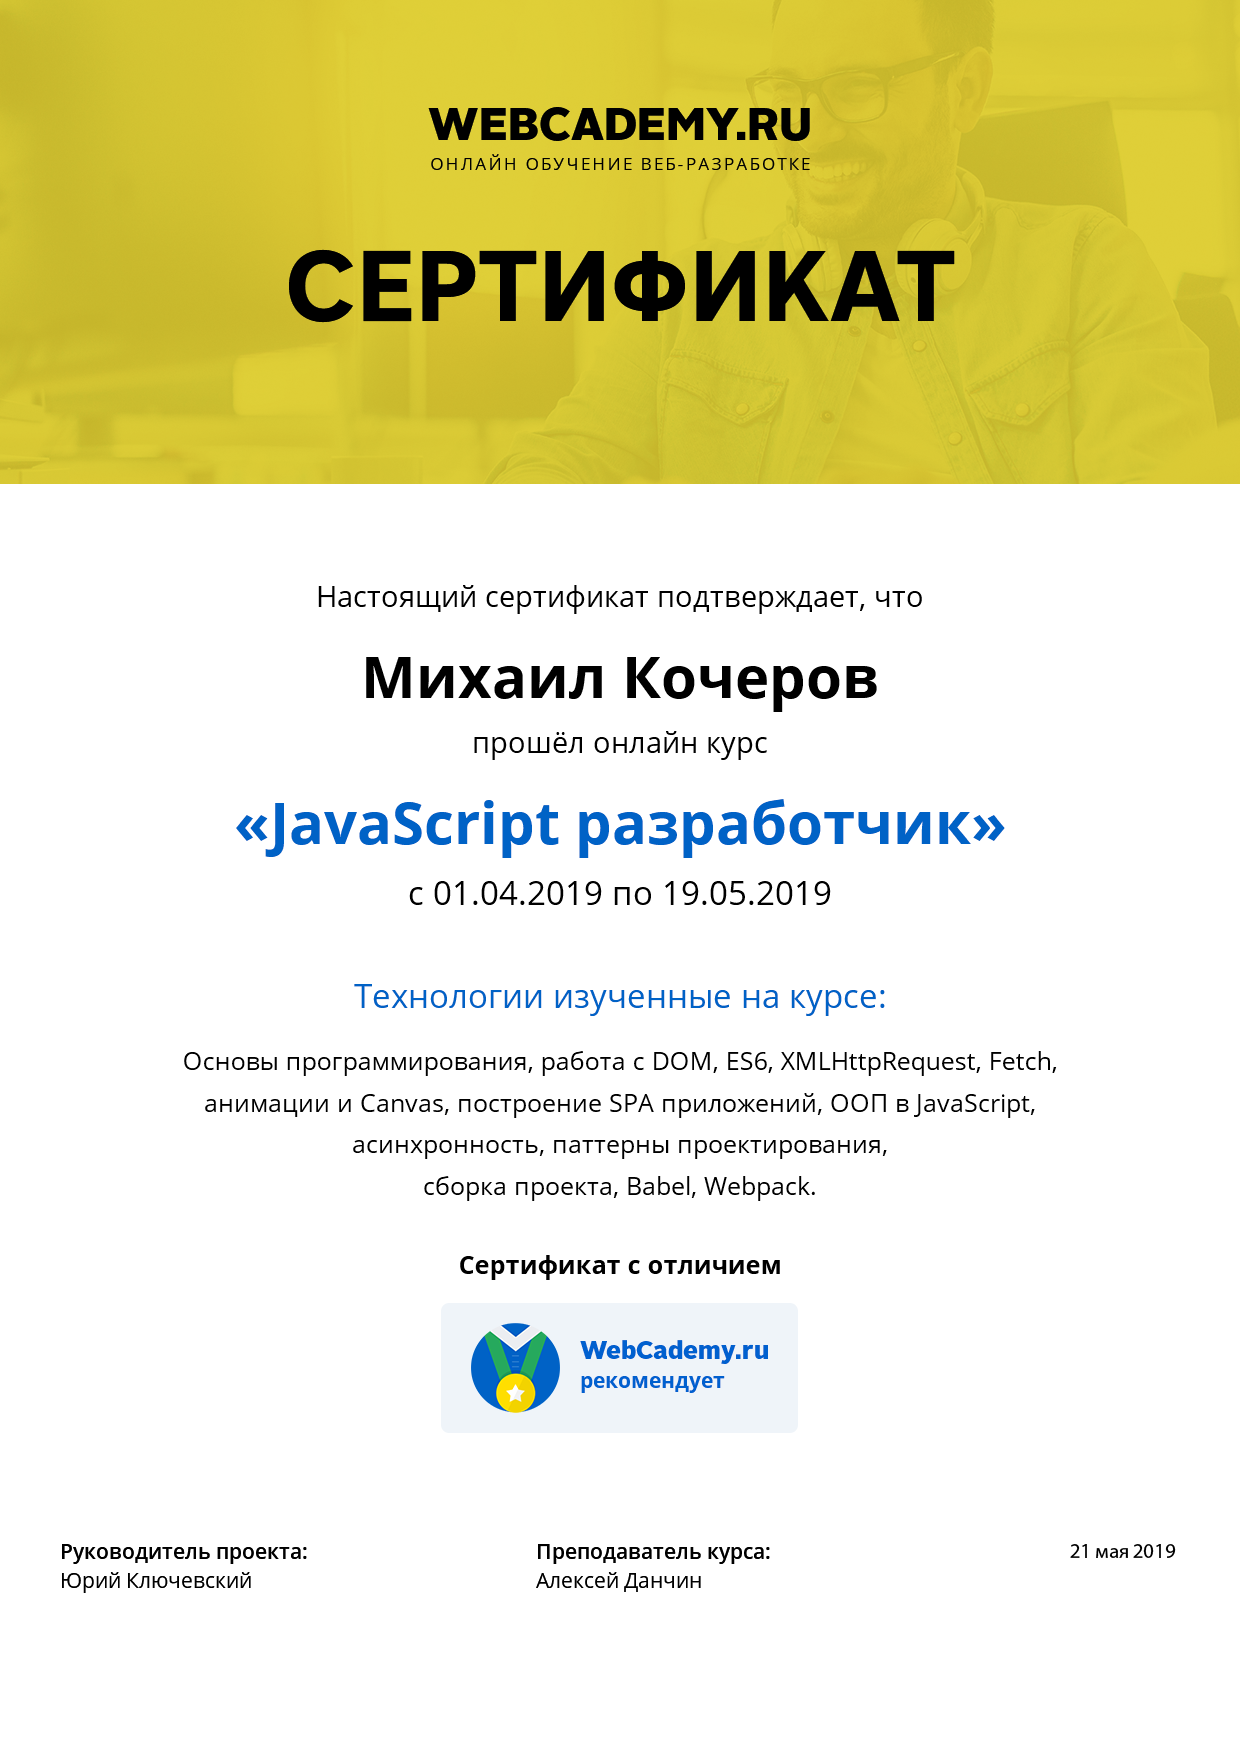 WEBCADEMY.RU
ОНЛАЙН ОБУЧЕНИЕ ВЕБ-РАЗРАБОТКЕ
СЕРТИФИКАТ
Настоящий сертификат подтверждает, что
Михаил Кочеров
прошёл онлайн курс
«JavaScript разработчик»
с 01.04.2019 по 19.05.2019
Технологии изученные на курсе:
Основы программирования, работа с DOM, ES6, XMLHttpRequest, Fetch,
анимации и Canvas, построение SPA приложений, ООП в JavaScript,
асинхронность, паттерны проектирования,
сборка проекта, Babel, Webpack.
Сертификат с отличием
WebCademy.ru
рекомендует
Руководитель проекта:
Юрий Ключевский
Преподаватель курса:
Алексей Данчин
21 мая 2019